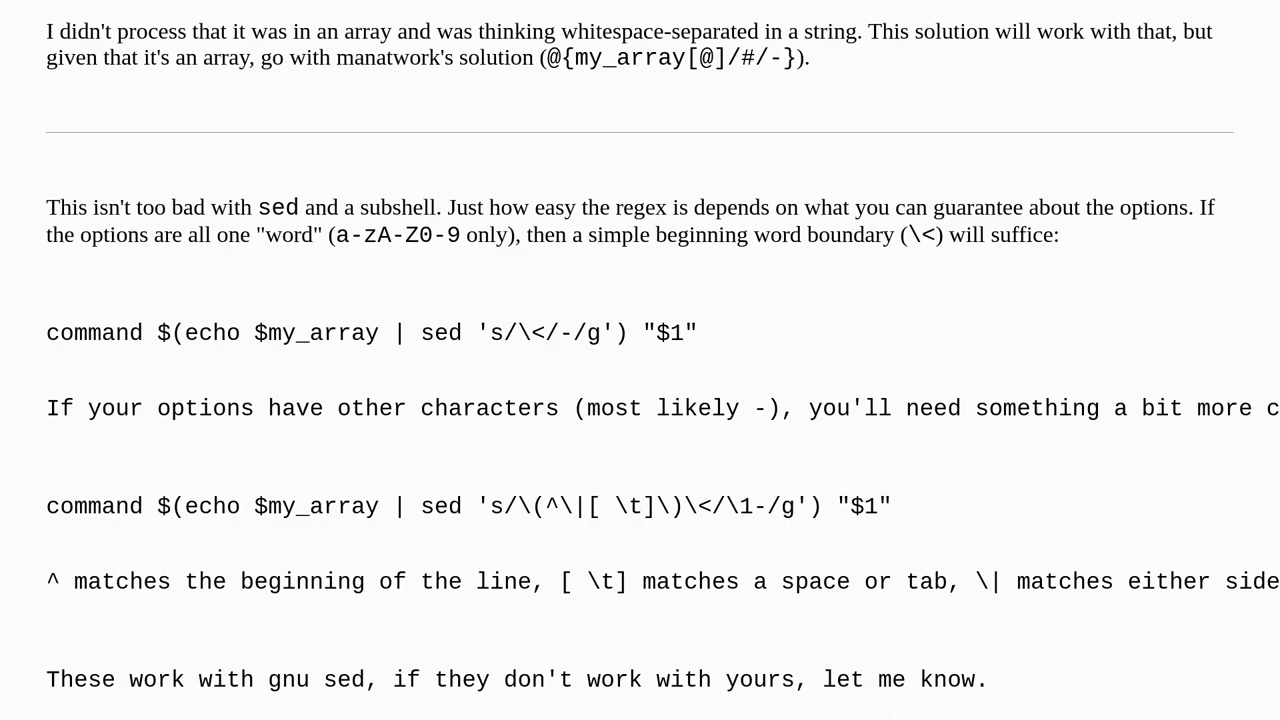 I didn't process that it was in an array and was thinking whitespace-separated in a string. This solution will work with that, but
given that it's an array, go with manatwork's solution (@{my_array[@]/#/-}).
This isn't too bad with sed and a subshell. Just how easy the regex is depends on what you can guarantee about the options. If
the options are all one "word" (a-zA-Z0-9 only), then a simple beginning word boundary (\<) will suffice:
command $(echo $my_array | sed 's/\</-/g') "$1"
If your options have other characters (most likely -), you'll need something a bit more c
command $(echo $my_array | sed 's/\(^\|[ \t]\)\</\1-/g') "$1"
^ matches the beginning of the line, [ \t] matches a space or tab, \| matches either side
These work with gnu sed, if they don't work with yours, let me know.